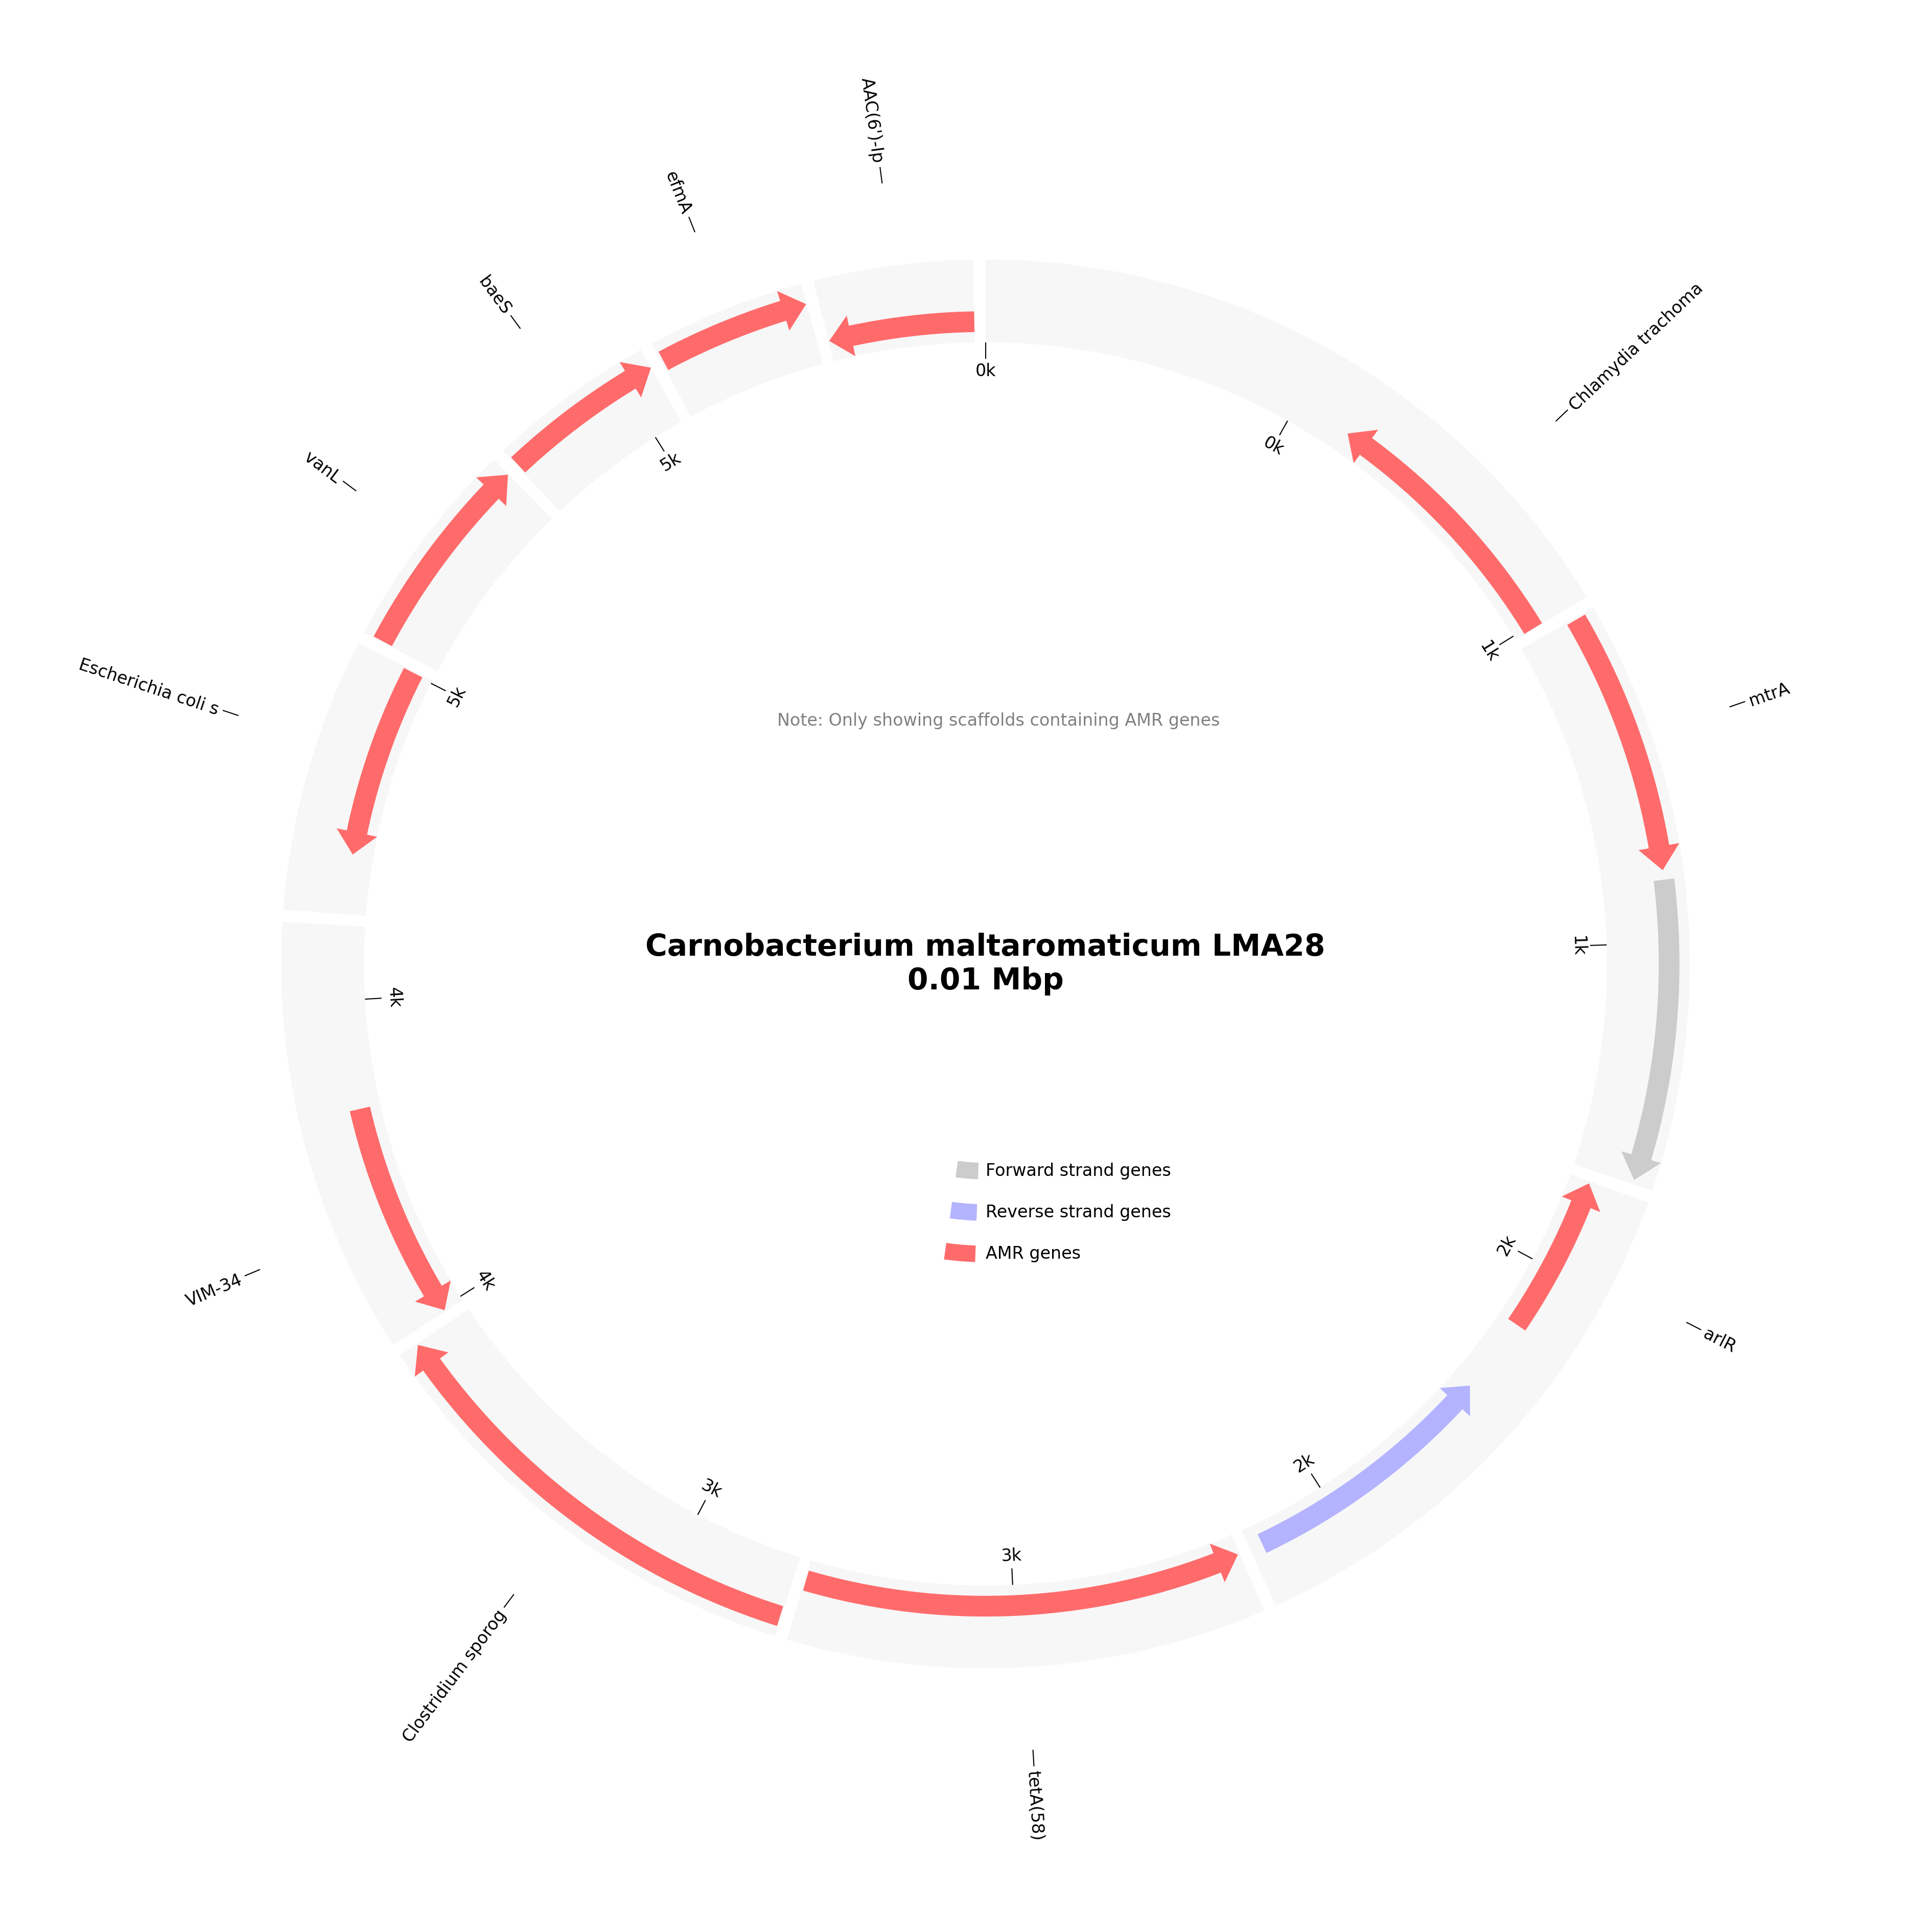 AAC(6')-Ip
efmA
baeS
vanL
Escherichia coli s
VIM-34
Clostridium sporog
tetA(58)
arlR
mtrA
Chlamydia trachoma
0k
0k
1k
1k
2k
2k
3k
3k
4k
4k
5k
5k
Note: Only showing scaffolds containing AMR genes
Carnobacterium maltaromaticum LMA28
0.01 Mbp
Forward strand genes
Reverse strand genes
AMR genes